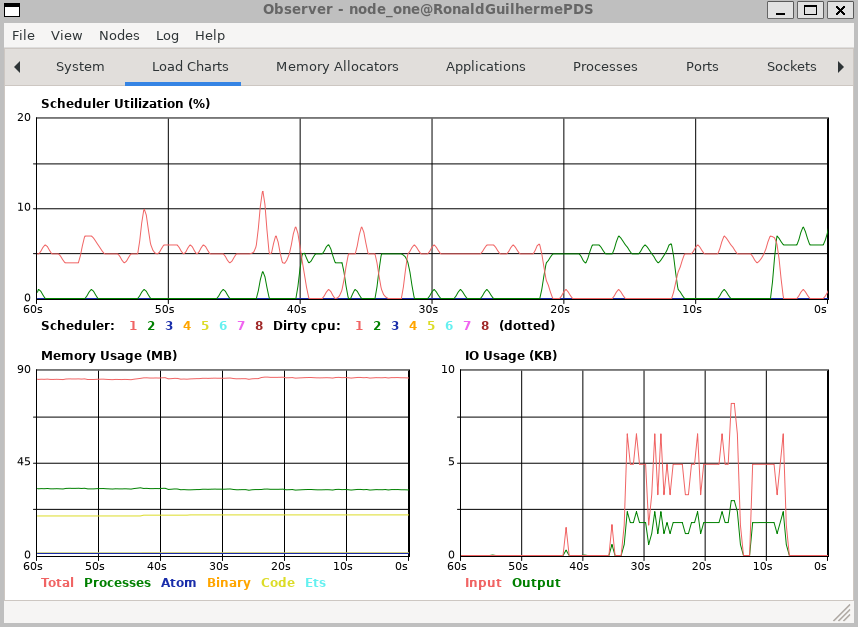 Observer - node_one@RonaldGuilhermePDS
File View Nodes Log Help
System Load Charts Memory Allocators Applications Processes Ports Sockets
Scheduler Utilization (%)
20
10
0
60s 50s 40s 30s 20s 10s 0s
Scheduler: 1 2 3 4 5 6 7 8 Dirty cpu: 1 2 3 4 5 6 7 8 (dotted)
Memory Usage (MB)
90
45
0
60s 50s 40s 30s 20s 10s 0s
Total Processes Atom Binary Code Ets
IO Usage (KB)
10
5
0
60s 50s 40s 30s 20s 10s 0s
Input Output